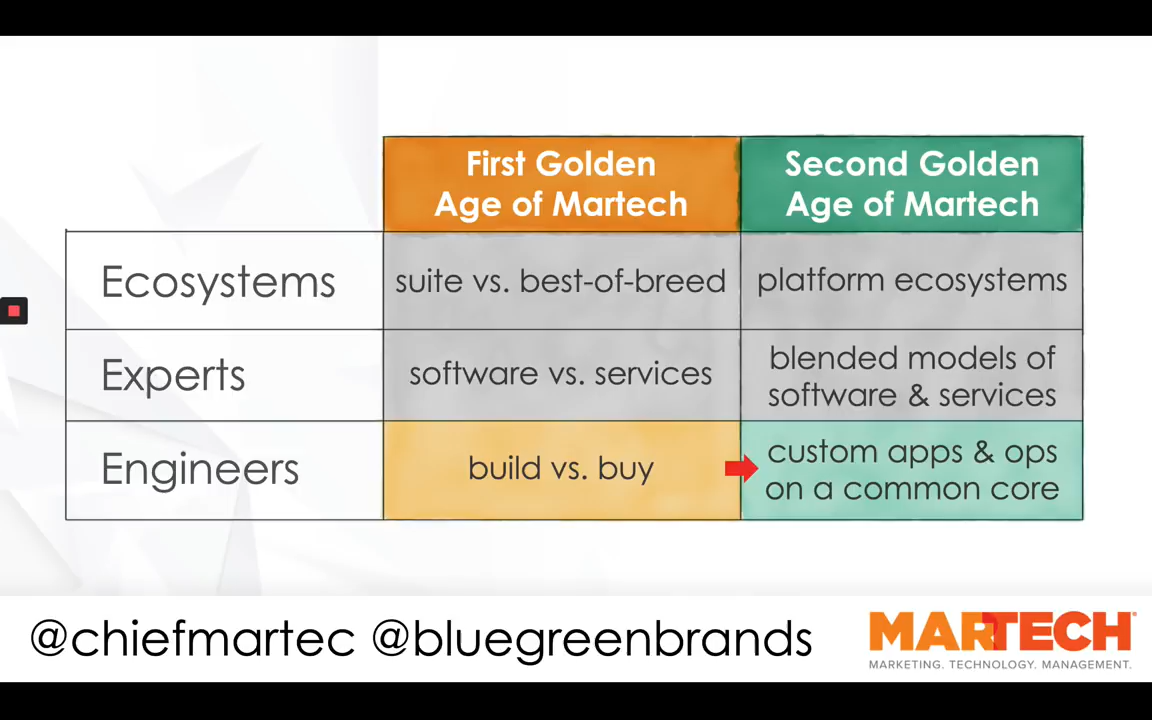 First Golden
Age of Martech
Second Golden
Age of Martech
Ecosystems
suite vs. best-of-breed
platform ecosystems
Experts
software vs. services
blended models of
software & services
Engineers
build vs. buy
custom apps & ops
on a common core
@chiefmartec @bluegreenbrands
MARTECH®
MARKETING. TECHNOLOGY. MANAGEMENT.